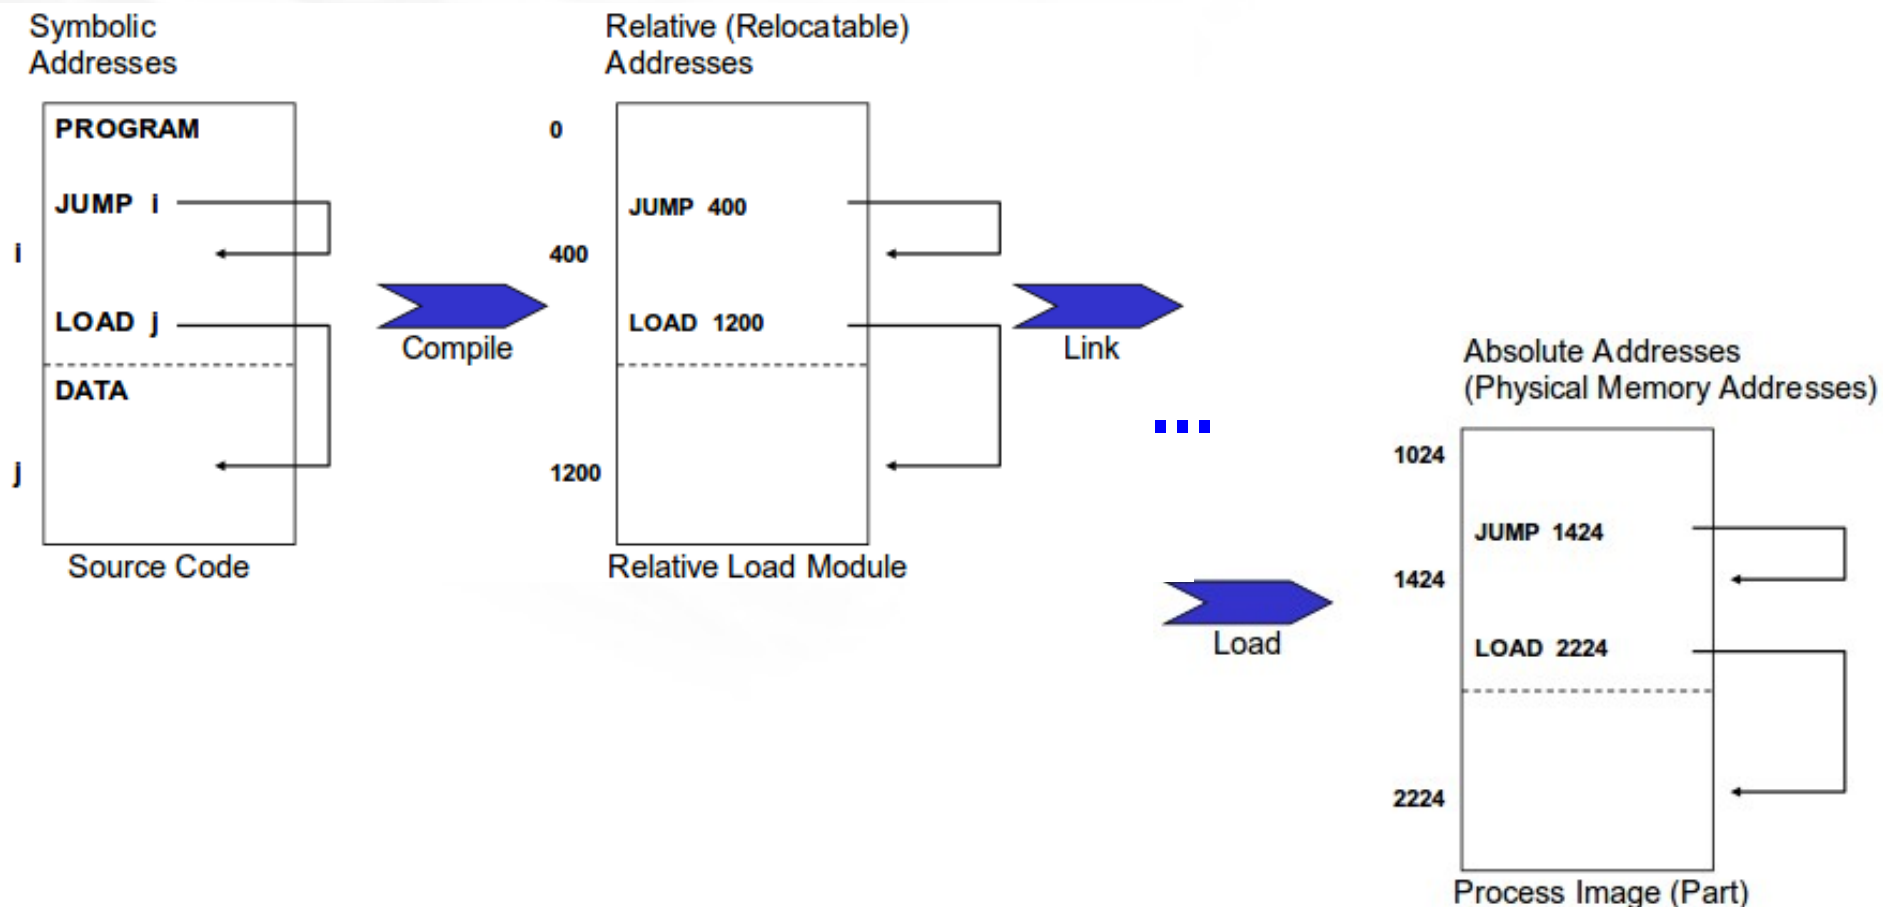 Symbolic
Addresses
PROGRAM
JUMP i
i
LOAD j
DATA
j
Source Code
Compile
Relative (Relocatable)
Addresses
0
JUMP 400
400
LOAD 1200
1200
Relative Load Module
Link
...
Load
Absolute Addresses
(Physical Memory Addresses)
1024
JUMP 1424
1424
LOAD 2224
2224
Process Image (Part)